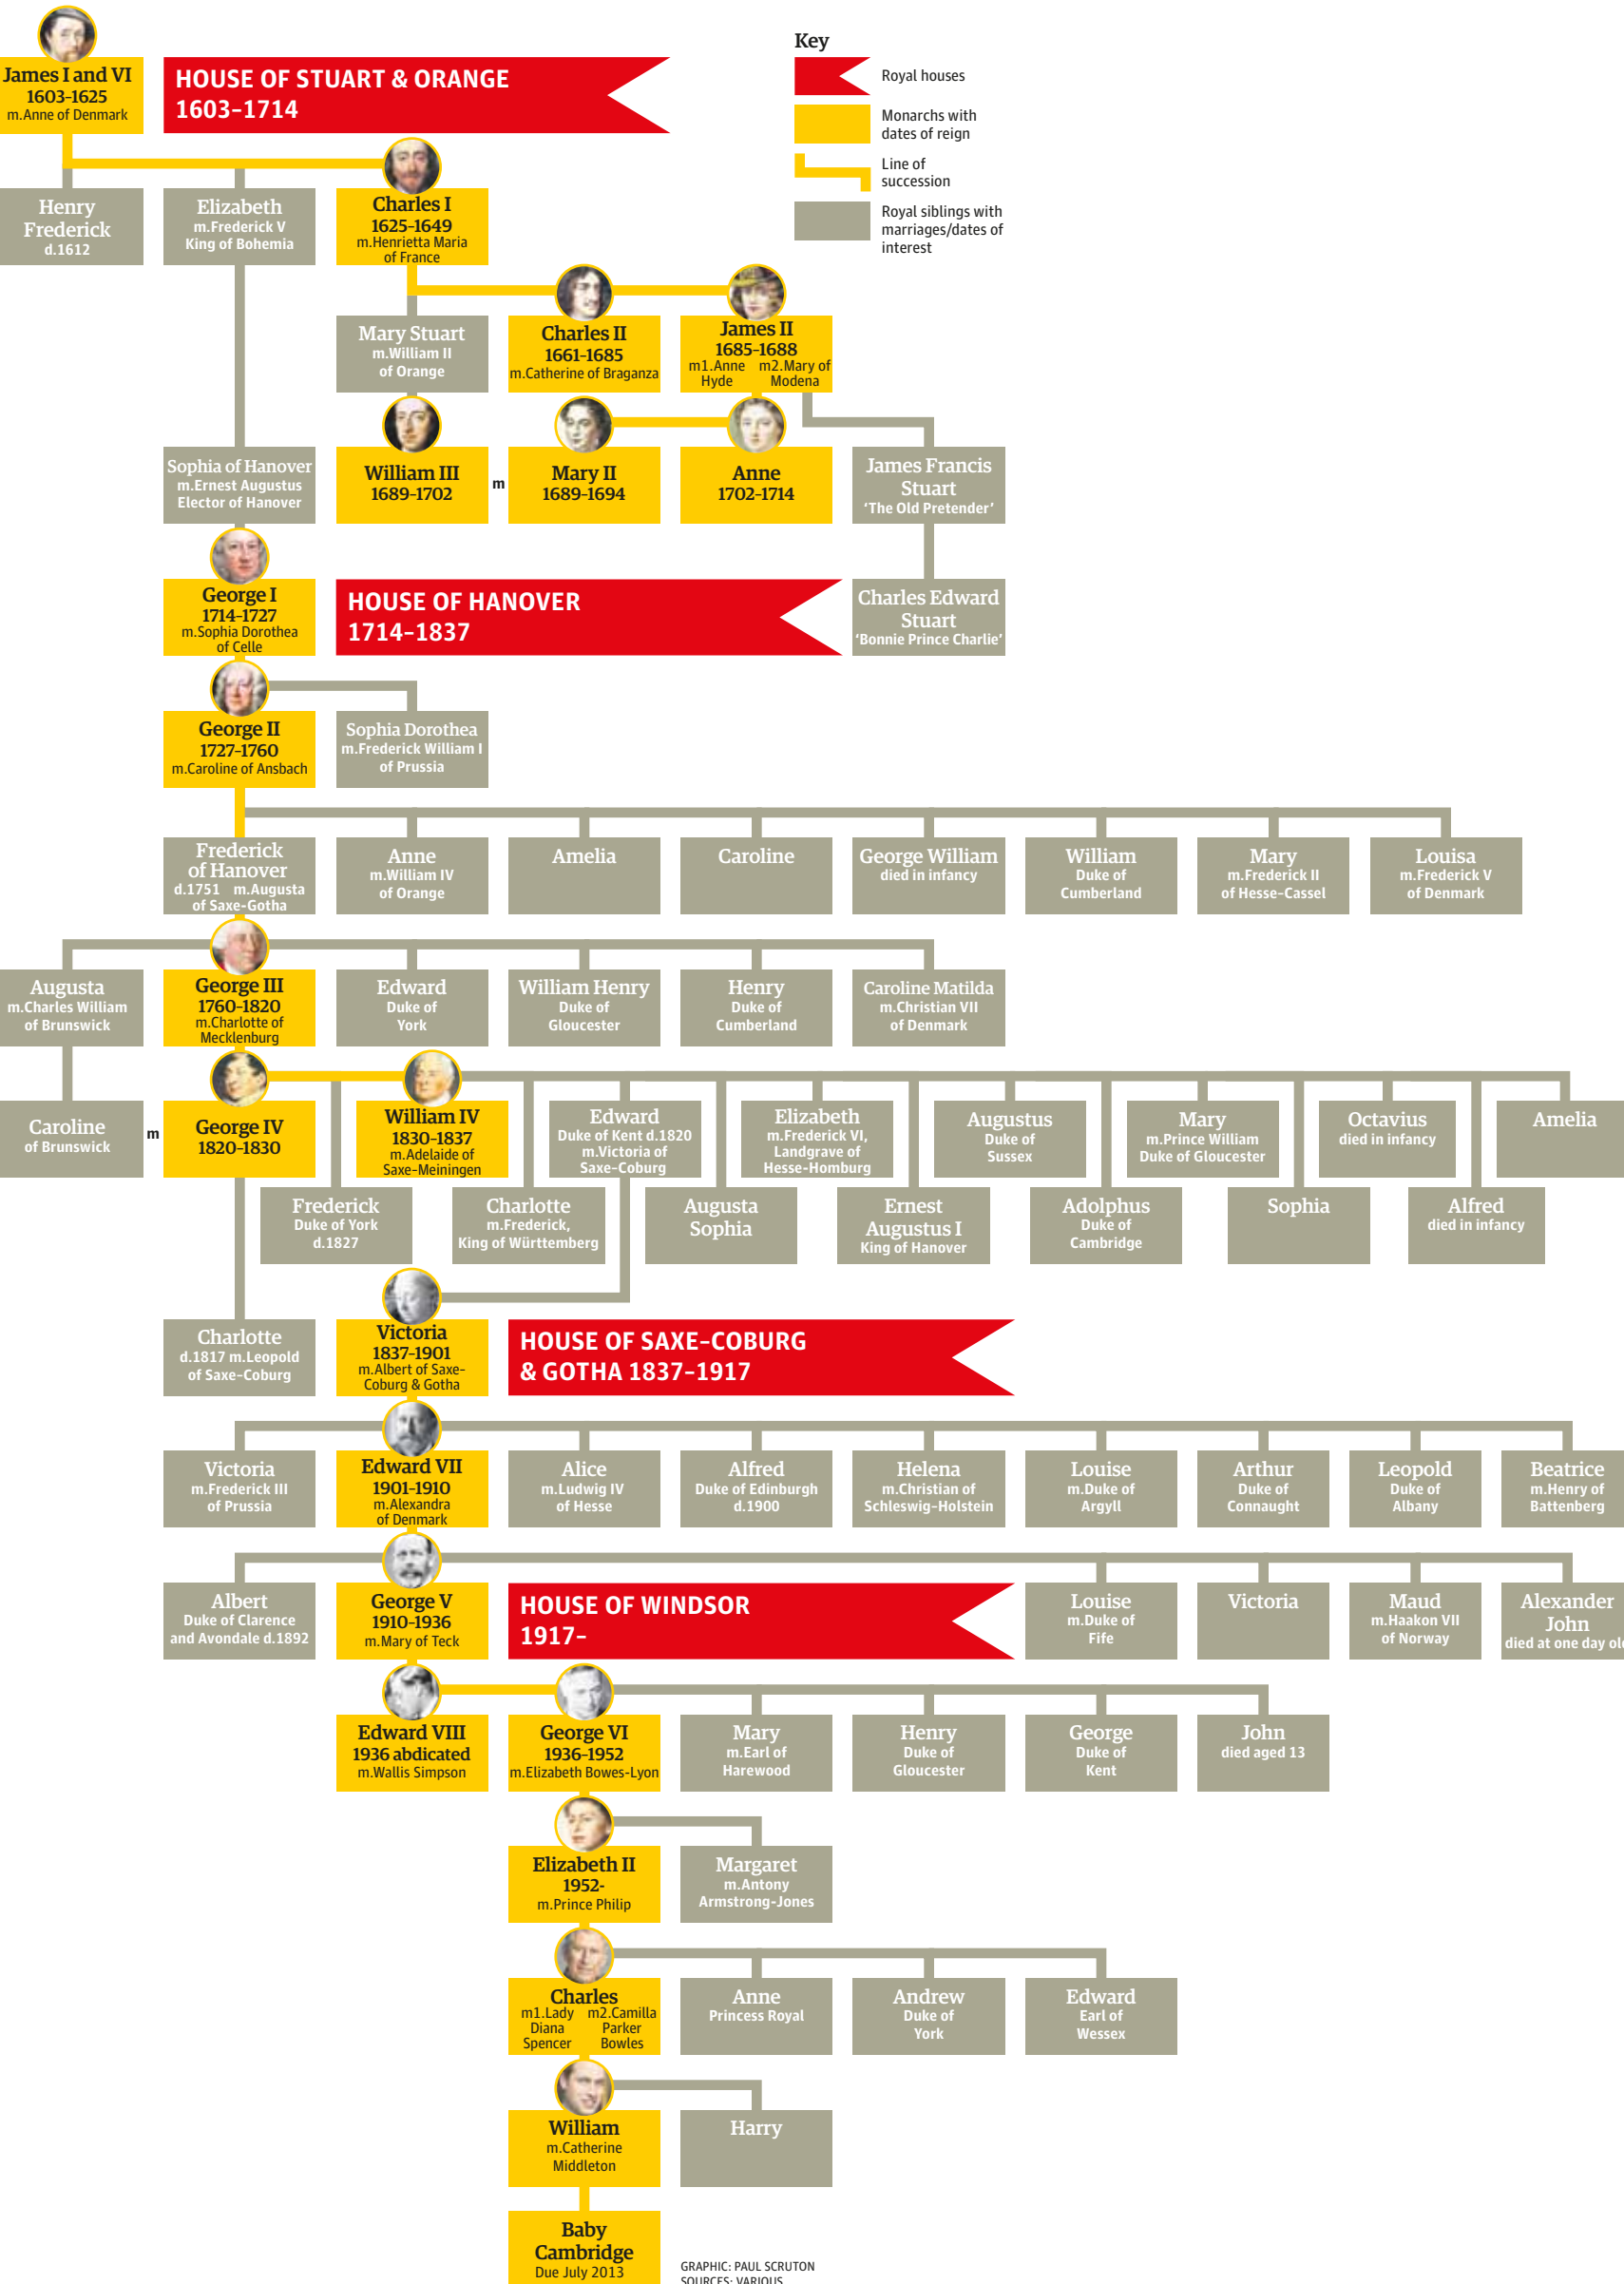 James I and VI
1603-1625
m.Anne of Denmark
HOUSE OF STUART & ORANGE
1603-1714
Key
Royal houses
Monarchs with
dates of reign
Line of
succession
Royal siblings with
marriages/dates of
interest
Henry
Frederick
d.1612
Elizabeth
m.Frederick V
King of Bohemia
Charles I
1625-1649
m.Henrietta Maria
of France
Mary Stuart
m.William II
of Orange
Charles II
1661-1685
m.Catherine of Braganza
James II
1685-1688
m1.Anne m2.Mary of
Hyde Modena
Sophia of Hanover
m.Ernest Augustus
Elector of Hanover
William III
1689-1702
m
Mary II
1689-1694
Anne
1702-1714
James Francis
Stuart
‘The Old Pretender’
George I
1714-1727
m.Sophia Dorothea
of Celle
HOUSE OF HANOVER
1714-1837
Charles Edward
Stuart
‘Bonnie Prince Charlie’
George II
1727-1760
m.Caroline of Ansbach
Sophia Dorothea
m.Frederick William I
of Prussia
Frederick
of Hanover
d.1751 m.Augusta
of Saxe-Gotha
Anne
m.William IV
of Orange
Amelia
Caroline
George William
died in infancy
William
Duke of
Cumberland
Mary
m.Frederick II
of Hesse-Cassel
Louisa
m.Frederick V
of Denmark
Augusta
m.Charles William
of Brunswick
George III
1760-1820
m.Charlotte of
Mecklenburg
Edward
Duke of
York
William Henry
Duke of
Gloucester
Henry
Duke of
Cumberland
Caroline Matilda
m.Christian VII
of Denmark
Caroline
of Brunswick
m
George IV
1820-1830
William IV
1830-1837
m.Adelaide of
Saxe-Meiningen
Edward
Duke of Kent d.1820
m.Victoria of
Saxe-Coburg
Elizabeth
m.Frederick VI,
Landgrave of
Hesse-Homburg
Augustus
Duke of
Sussex
Mary
m.Prince William
Duke of Gloucester
Octavius
died in infancy
Amelia
Frederick
Duke of York
d.1827
Charlotte
m.Frederick,
King of Württemberg
Augusta
Sophia
Ernest
Augustus I
King of Hanover
Adolphus
Duke of
Cambridge
Sophia
Alfred
died in infancy
Charlotte
d.1817 m.Leopold
of Saxe-Coburg
Victoria
1837-1901
m.Albert of Saxe-
Coburg & Gotha
HOUSE OF SAXE-COBURG
& GOTHA 1837-1917
Victoria
m.Frederick III
of Prussia
Edward VII
1901-1910
m.Alexandra
of Denmark
Alice
m.Ludwig IV
of Hesse
Alfred
Duke of Edinburgh
d.1900
Helena
m.Christian of
Schleswig-Holstein
Louise
m.Duke of
Argyll
Arthur
Duke of
Connaught
Leopold
Duke of
Albany
Beatrice
m.Henry of
Battenberg
Albert
Duke of Clarence
and Avondale d.1892
George V
1910-1936
m.Mary of Teck
HOUSE OF WINDSOR
1917-
Louise
m.Duke of
Fife
Victoria
Maud
m.Haakon VII
of Norway
Alexander
John
died at one day old
Edward VIII
1936 abdicated
m.Wallis Simpson
George VI
1936-1952
m.Elizabeth Bowes-Lyon
Mary
m.Earl of
Harewood
Henry
Duke of
Gloucester
George
Duke of
Kent
John
died aged 13
Elizabeth II
1952-
m.Prince Philip
Margaret
m.Antony
Armstrong-Jones
Charles
m1.Lady m2.Camilla
Diana Parker
Spencer Bowles
Anne
Princess Royal
Andrew
Duke of
York
Edward
Earl of
Wessex
William
m.Catherine
Middleton
Harry
Baby
Cambridge
Due July 2013
GRAPHIC: PAUL SCRUTON
SOURCES: VARIOUS